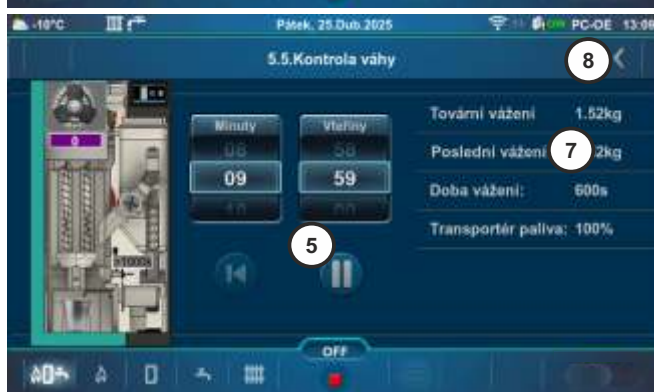 -10°C Pátek, 25.Dub.2025 PC-OE 13:09
5.5.Kontrola váhy
8
Minuty Vteřiny
08 58
09 59
10 00
0
>1000s
5
Tovární vážení 1.52kg
Poslední vážení 7 2kg
Doba vážení: 600s
Transportér paliva: 100%
OFF